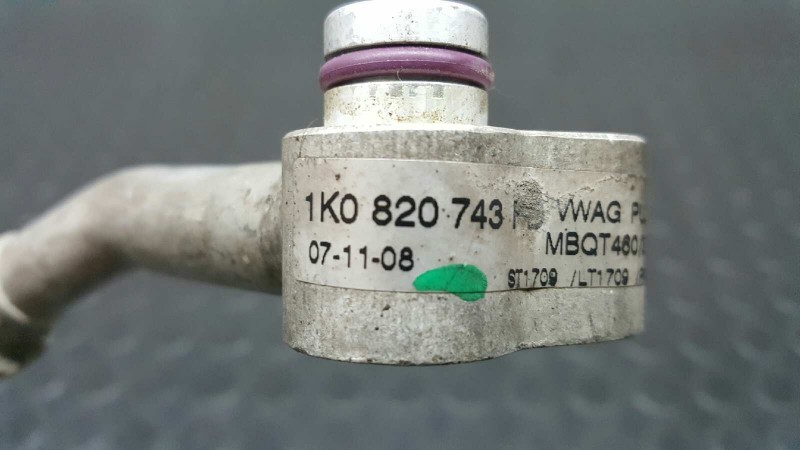 1K0 820 743 VWAG
07-11-08 MBQT460
ST1709 /LT1709